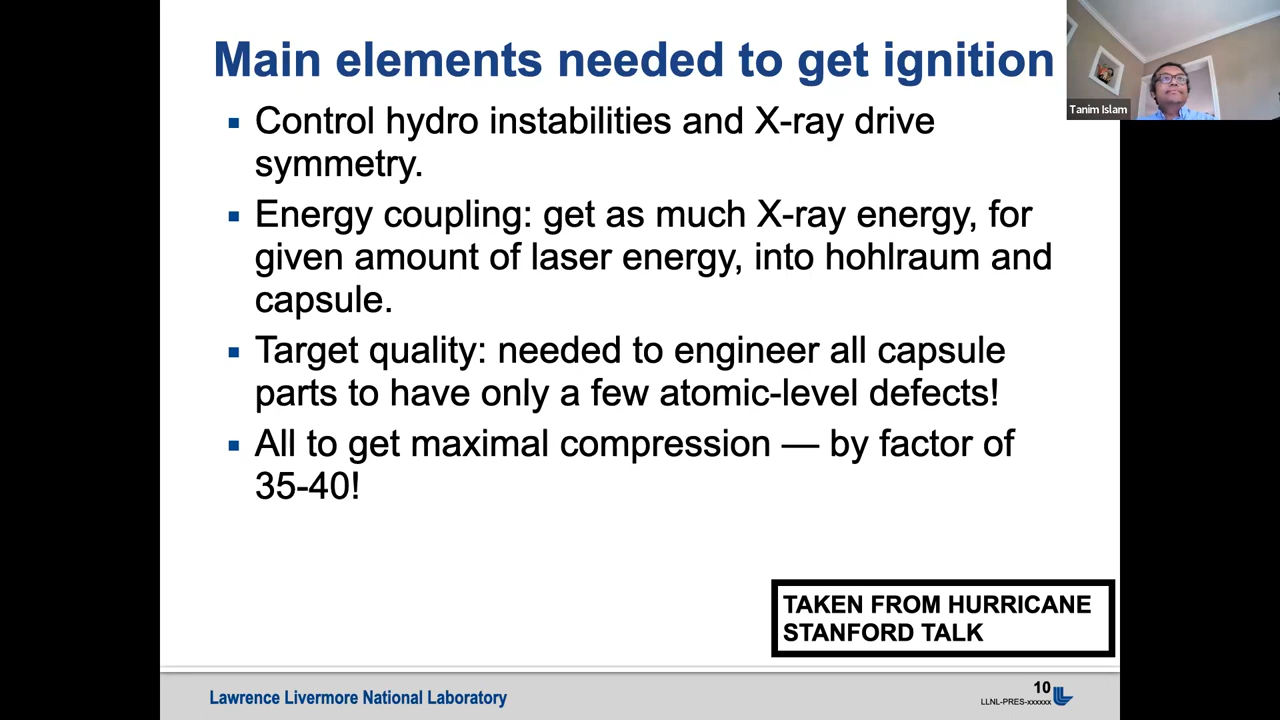 Main elements needed to get ignition
Tanim Islam
▪ Control hydro instabilities and X-ray drive
symmetry.
▪ Energy coupling: get as much X-ray energy, for
given amount of laser energy, into hohlraum and
capsule.
▪ Target quality: needed to engineer all capsule
parts to have only a few atomic-level defects!
▪ All to get maximal compression — by factor of
35-40!
TAKEN FROM HURRICANE
STANFORD TALK
Lawrence Livermore National Laboratory
10
LLNL-PRES-xxxxxx